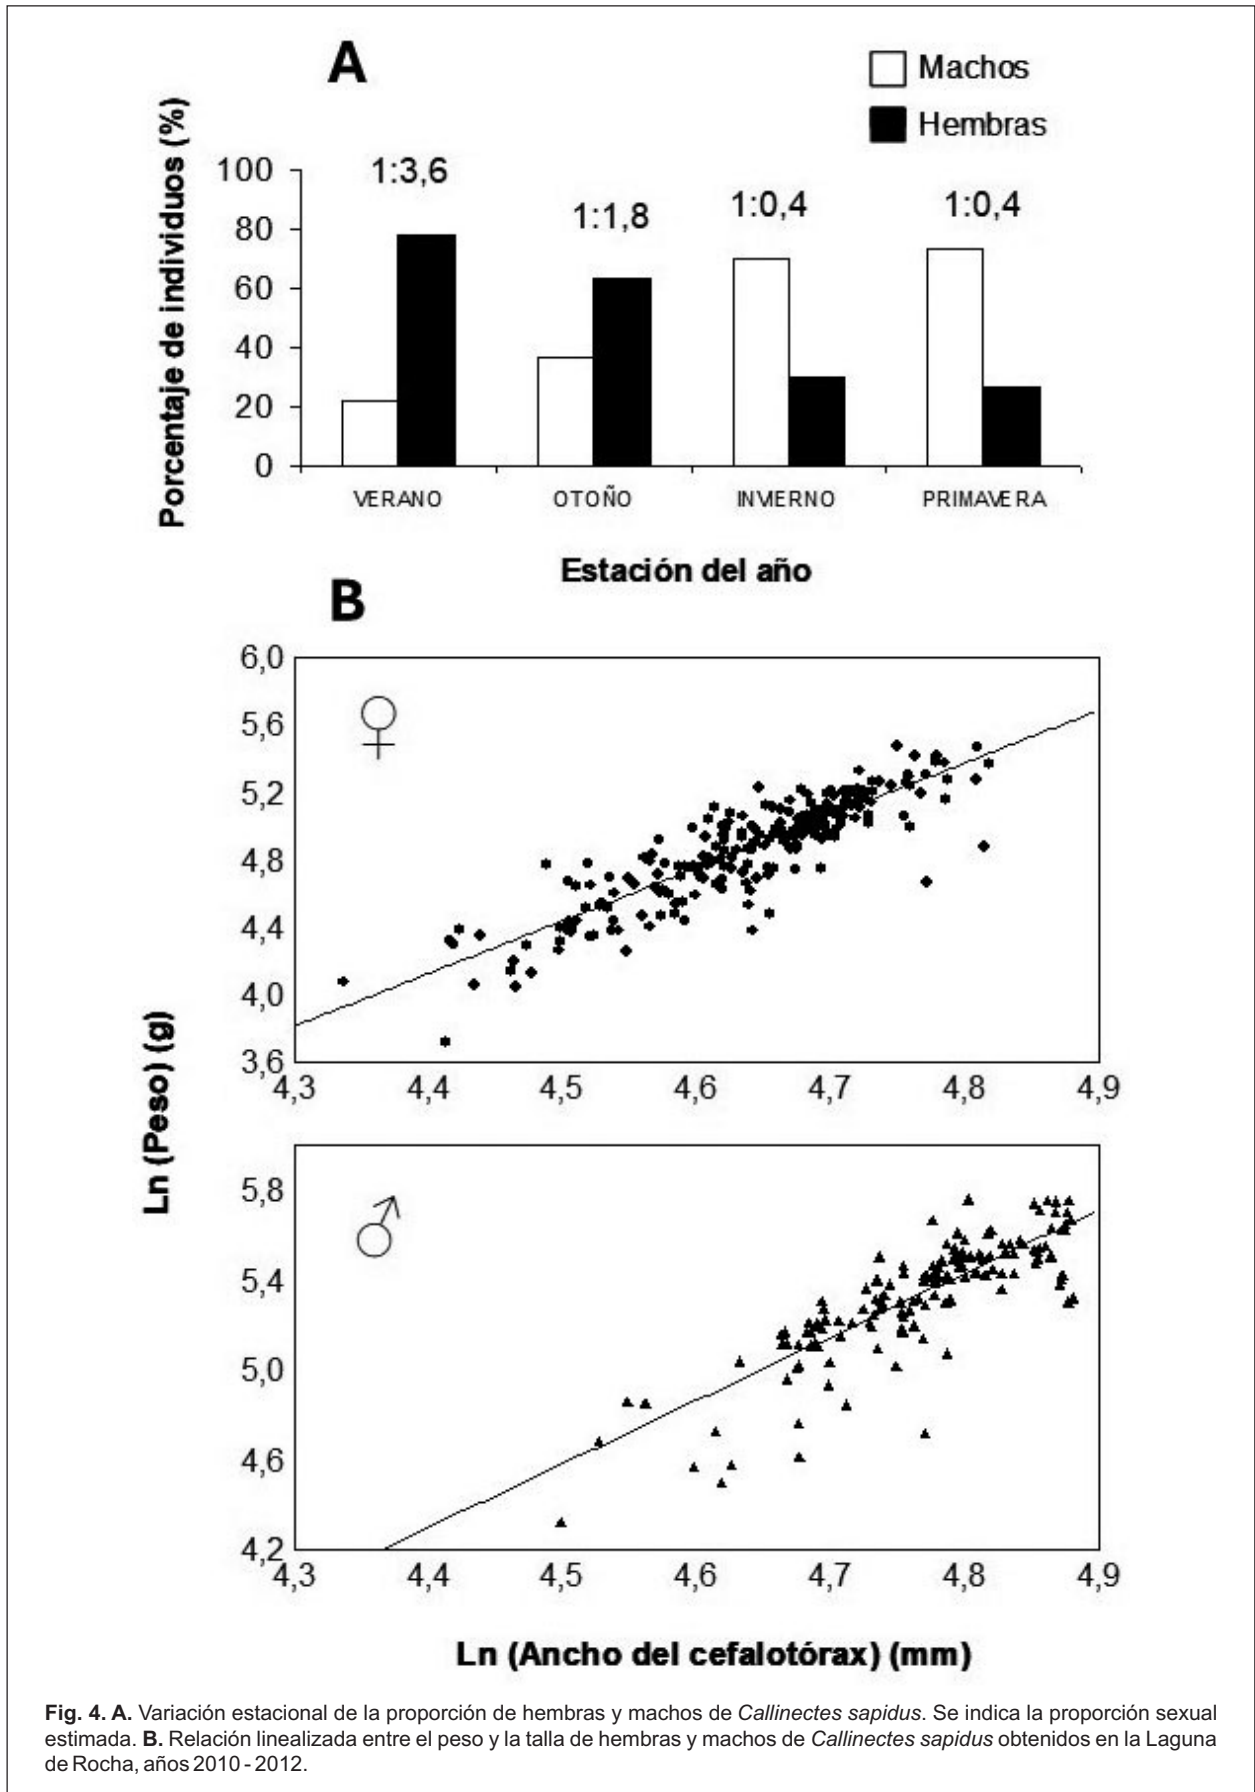 A
Machos
Hembras
Porcentaje de individuos (%)
100
80
60
40
20
0
1:3,6
1:1,8
1:0,4
1:0,4
VERANO OTOÑO INVIERNO PRIMAVERA
Estación del año
B
Ln (Peso) (g)
6,0
5,6
5,2
4,8
4,4
4,0
3,6
4,3 4,4 4,5 4,6 4,7 4,8 4,9
5,8
5,4
5,0
4,6
4,2
4,3 4,4 4,5 4,6 4,7 4,8 4,9
Ln (Ancho del cefalotórax) (mm)
Fig. 4. A. Variación estacional de la proporción de hembras y machos de Callinectes sapidus. Se indica la proporción sexual
estimada. B. Relación linealizada entre el peso y la talla de hembras y machos de Callinectes sapidus obtenidos en la Laguna
de Rocha, años 2010 - 2012.